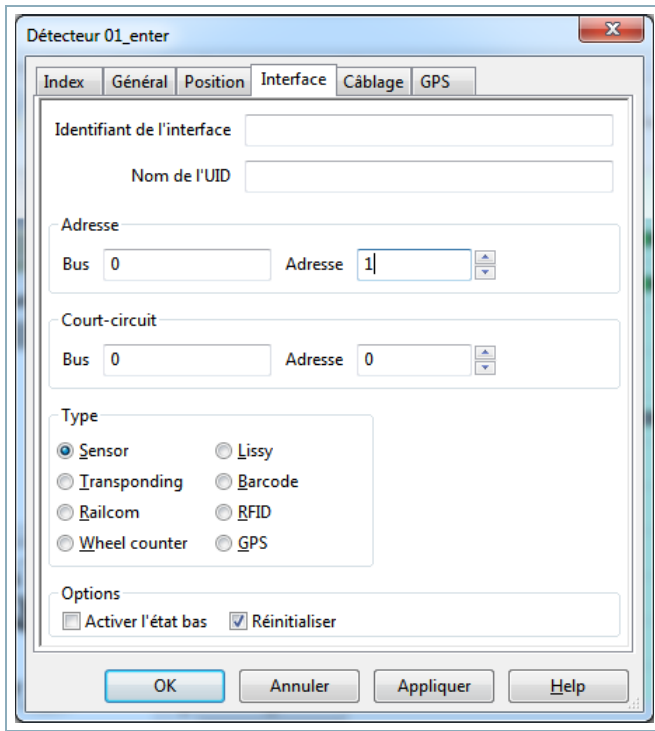 Détecteur 01_enter
Index Général Position Interface Câblage GPS
Identifiant de l'interface
Nom de l'UID
Adresse
Bus 0 Adresse 1
Court-circuit
Bus 0 Adresse 0
Type
Sensor Lissy
Transponding Barcode
Railcom RFID
Wheel counter GPS
Options
Activer l'état bas Réinitialiser
OK Annuler Appliquer Help